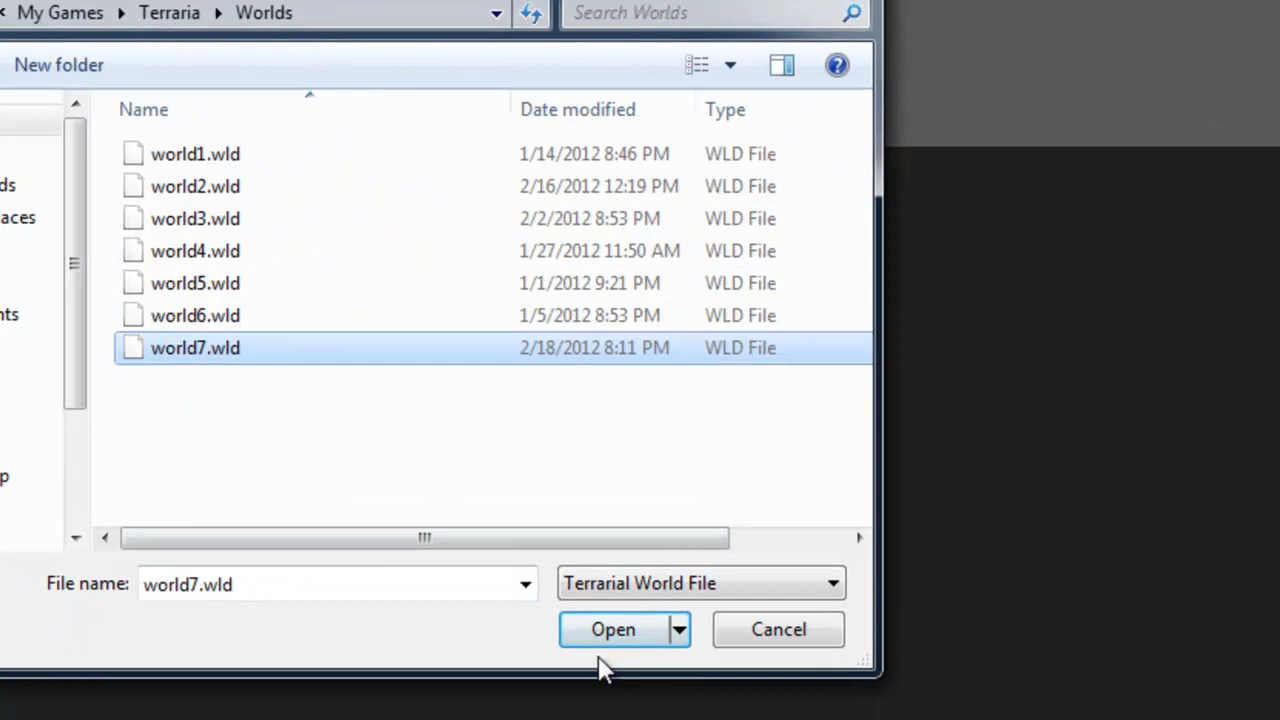 My Games Terraria Worlds Search Worlds
New folder
Name Date modified Type
world1.wld 1/14/2012 8:46 PM WLD File
ds world2.wld 2/16/2012 12:19 PM WLD File
laces world3.wld 2/2/2012 8:53 PM WLD File
world4.wld 1/27/2012 11:50 AM WLD File
world5.wld 1/1/2012 9:21 PM WLD File
nts world6.wld 1/5/2012 8:53 PM WLD File
world7.wld 2/18/2012 8:11 PM WLD File
p
File name: world7.wld Terrarial World File
Open Cancel